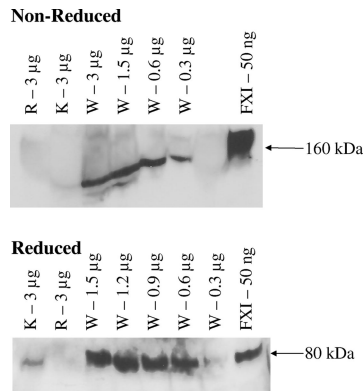 Non-Reduced
R – 3 µg
K – 3 µg
W – 3 µg
W – 1.5 µg
W – 0.6 µg
W – 0.3 µg
FXI – 50 ng
160 kDa
Reduced
K – 3 µg
R – 3 µg
W – 1.5 µg
W – 1.2 µg
W – 0.9 µg
W – 0.6 µg
W – 0.3 µg
FXI – 50 ng
80 kDa